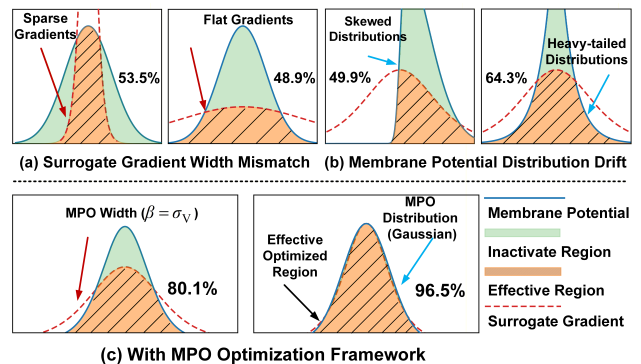 Sparse
Gradients
53.5%
Flat Gradients
48.9%
Skewed
Distributions
49.9%
64.3%
Heavy-tailed
Distributions
(a) Surrogate Gradient Width Mismatch
(b) Membrane Potential Distribution Drift
MPO Width (β = σV)
80.1%
MPO
Distribution
(Gaussian)
Effective
Optimized
Region
96.5%
Membrane Potential
Inactivate Region
Effective Region
Surrogate Gradient
(c) With MPO Optimization Framework